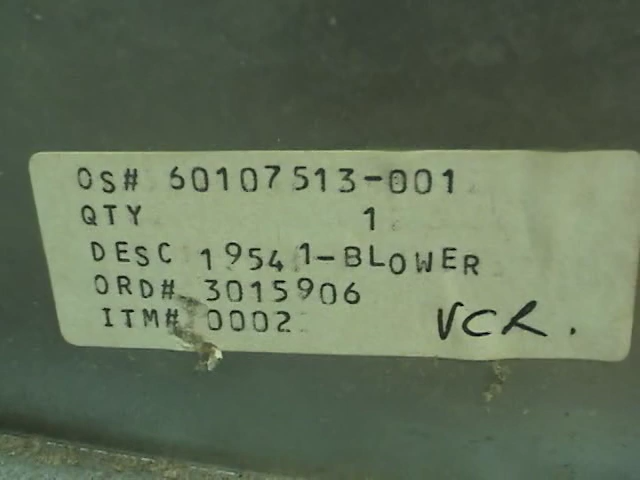 OS# 60107513-001
QTY 1
DESC 19541-BLOWER
ORD# 3015906
ITM# 0002
VCR.